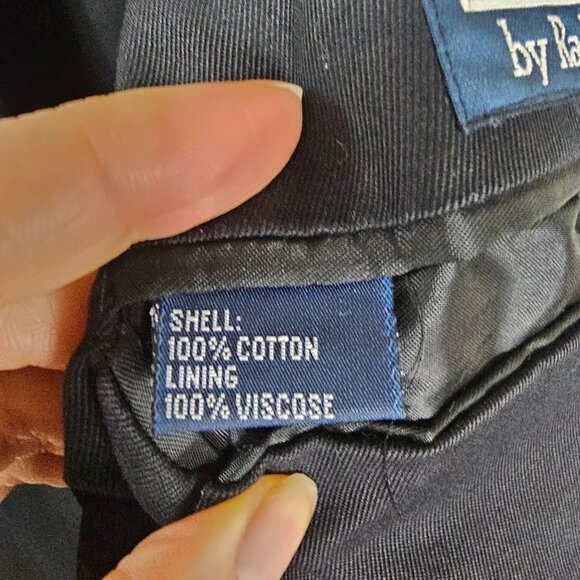 by Ra
SHELL:
100% COTTON
LINING
100% VISCOSE